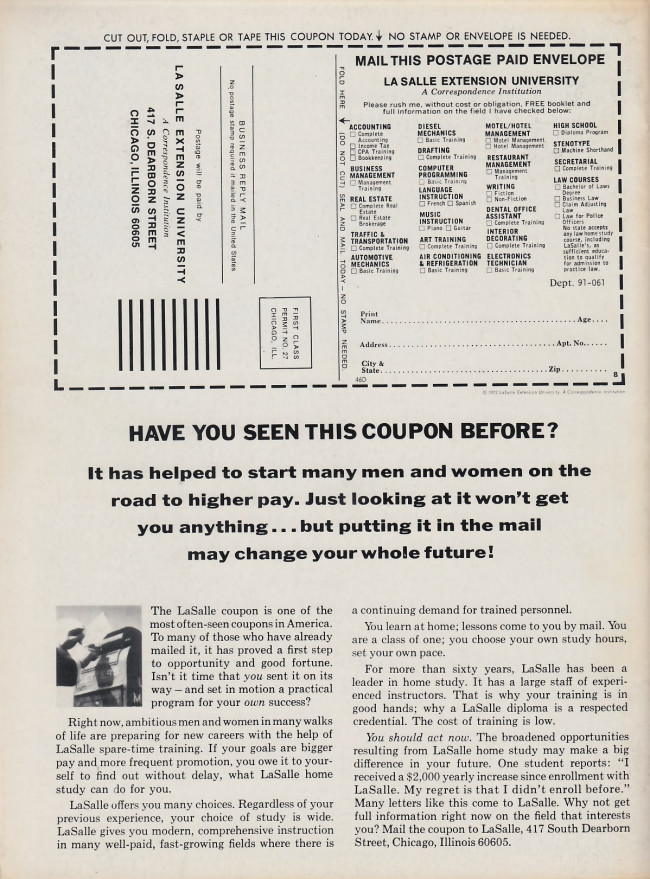 CUT OUT, FOLD, STAPLE OR TAPE THIS COUPON TODAY. NO STAMP OR ENVELOPE IS NEEDED.
Postage will be paid by
LA SALLE EXTENSION UNIVERSITY
A Correspondence Institution
417 S. DEARBORN STREET
CHICAGO, ILLINOIS 60605
BUSINESS REPLY MAIL
No postage stamp required if mailed in the United States
FIRST CLASS
PERMIT NO. 27
CHICAGO, ILL.
FOLD HERE (DO NOT CUT) SEAL AND MAIL TODAY – NO STAMP NEEDED.
MAIL THIS POSTAGE PAID ENVELOPE
LA SALLE EXTENSION UNIVERSITY
A Correspondence Institution
Please rush me, without cost or obligation, FREE booklet and
full information on the field I have checked below:
ACCOUNTING
Complete
Accounting
Income Tax
CPA Training
Bookkeeping
BUSINESS
MANAGEMENT
Management
Training
REAL ESTATE
Complete Real
Estate
Real Estate
Brokerage
TRAFFIC &
TRANSPORTATION
Complete Training
AUTOMOTIVE
MECHANICS
Basic Training
DIESEL
MECHANICS
Basic Training
DRAFTING
Complete Training
COMPUTER
PROGRAMMING
Basic Training
LANGUAGE
INSTRUCTION
French Spanish
MUSIC
INSTRUCTION
Piano Guitar
ART TRAINING
Complete Training
AIR CONDITIONING
& REFRIGERATION
Basic Training
MOTEL/HOTEL
MANAGEMENT
Motel Management
Hotel Management
RESTAURANT
MANAGEMENT
Management
Training
WRITING
Fiction
Non-Fiction
DENTAL OFFICE
ASSISTANT
Complete Training
INTERIOR
DECORATING
Complete Training
ELECTRONICS
TECHNICIAN
Basic Training
HIGH SCHOOL
Diploma Program
STENOTYPE
Machine Shorthand
SECRETARIAL
Complete Training
LAW COURSES
Bachelor of Laws
Degree
Business Law
Claim Adjusting
Law
Law for Police
Officers
No state accepts
any law home study
course, including
LaSalle's, as
sufficient educa-
tion to qualify
for admission to
practice law.
Dept. 91-061
Print
Name Age
Address Apt. No.
City &
State Zip
46D
8
© 1972 LaSalle Extension University, A Correspondence Institution
HAVE YOU SEEN THIS COUPON BEFORE?
It has helped to start many men and women on the
road to higher pay. Just looking at it won't get
you anything...but putting it in the mail
may change your whole future!
The LaSalle coupon is one of the
most often-seen coupons in America.
To many of those who have already
mailed it, it has proved a first step
to opportunity and good fortune.
Isn't it time that you sent it on its
way – and set in motion a practical
program for your own success?
Right now, ambitious men and women in many walks
of life are preparing for new careers with the help of
LaSalle spare-time training. If your goals are bigger
pay and more frequent promotion, you owe it to your-
self to find out without delay, what LaSalle home
study can do for you.
LaSalle offers you many choices. Regardless of your
previous experience, your choice of study is wide.
LaSalle gives you modern, comprehensive instruction
in many well-paid, fast-growing fields where there is
a continuing demand for trained personnel.
You learn at home; lessons come to you by mail. You
are a class of one; you choose your own study hours,
set your own pace.
For more than sixty years, LaSalle has been a
leader in home study. It has a large staff of experi-
enced instructors. That is why your training is in
good hands; why a LaSalle diploma is a respected
credential. The cost of training is low.
You should act now. The broadened opportunities
resulting from LaSalle home study may make a big
difference in your future. One student reports: "I
received a $2,000 yearly increase since enrollment with
LaSalle. My regret is that I didn't enroll before."
Many letters like this come to LaSalle. Why not get
full information right now on the field that interests
you? Mail the coupon to LaSalle, 417 South Dearborn
Street, Chicago, Illinois 60605.